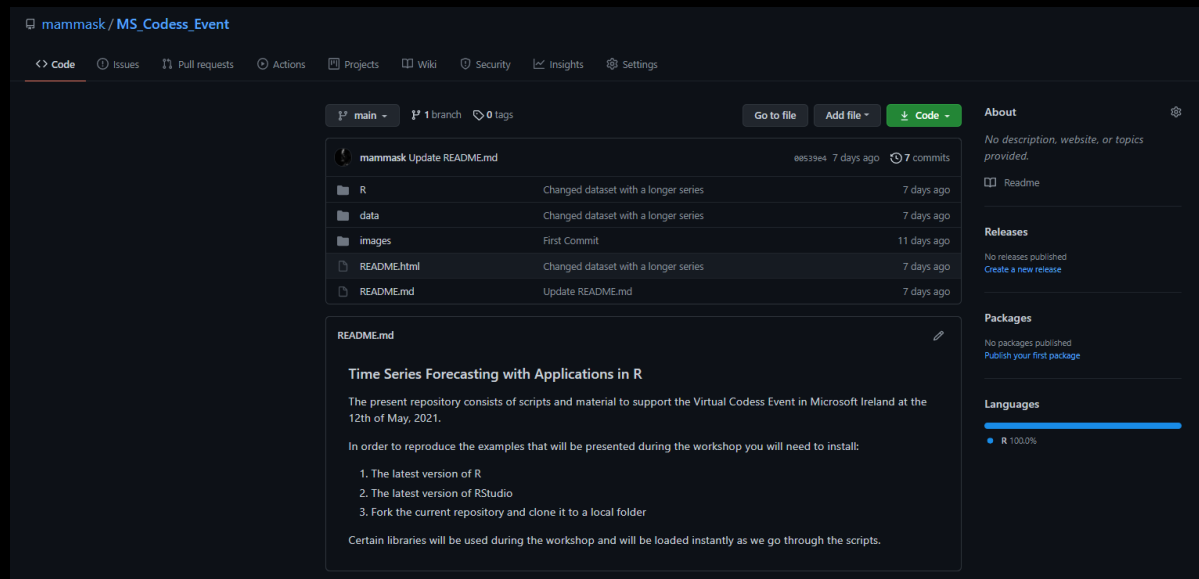 mammask / MS_Codess_Event
Code Issues Pull requests Actions Projects Wiki Security Insights Settings
main 1 branch 0 tags Go to file Add file Code
mammask Update README.md 00539e4 7 days ago 7 commits
R Changed dataset with a longer series 7 days ago
data Changed dataset with a longer series 7 days ago
images First Commit 11 days ago
README.html Changed dataset with a longer series 7 days ago
README.md Update README.md 7 days ago
README.md
Time Series Forecasting with Applications in R
The present repository consists of scripts and material to support the Virtual Codess Event in Microsoft Ireland at the
12th of May, 2021.
In order to reproduce the examples that will be presented during the workshop you will need to install:
1. The latest version of R
2. The latest version of RStudio
3. Fork the current repository and clone it to a local folder
Certain libraries will be used during the workshop and will be loaded instantly as we go through the scripts.
About
No description, website, or topics
provided.
Readme
Releases
No releases published
Create a new release
Packages
No packages published
Publish your first package
Languages
R 100.0%